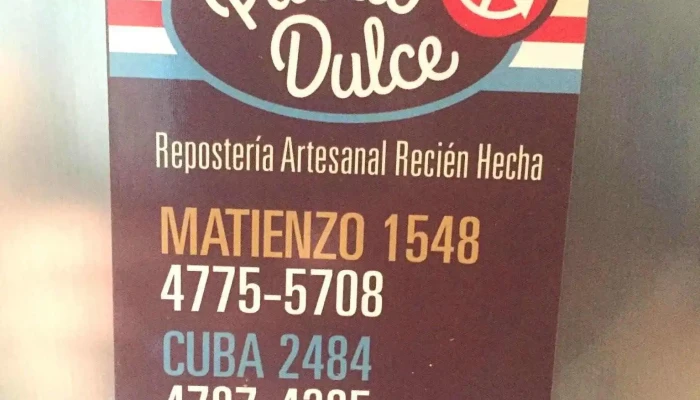 Dulce
Repostería Artesanal Recién Hecha
MATIENZO 1548
4775-5708
CUBA 2484